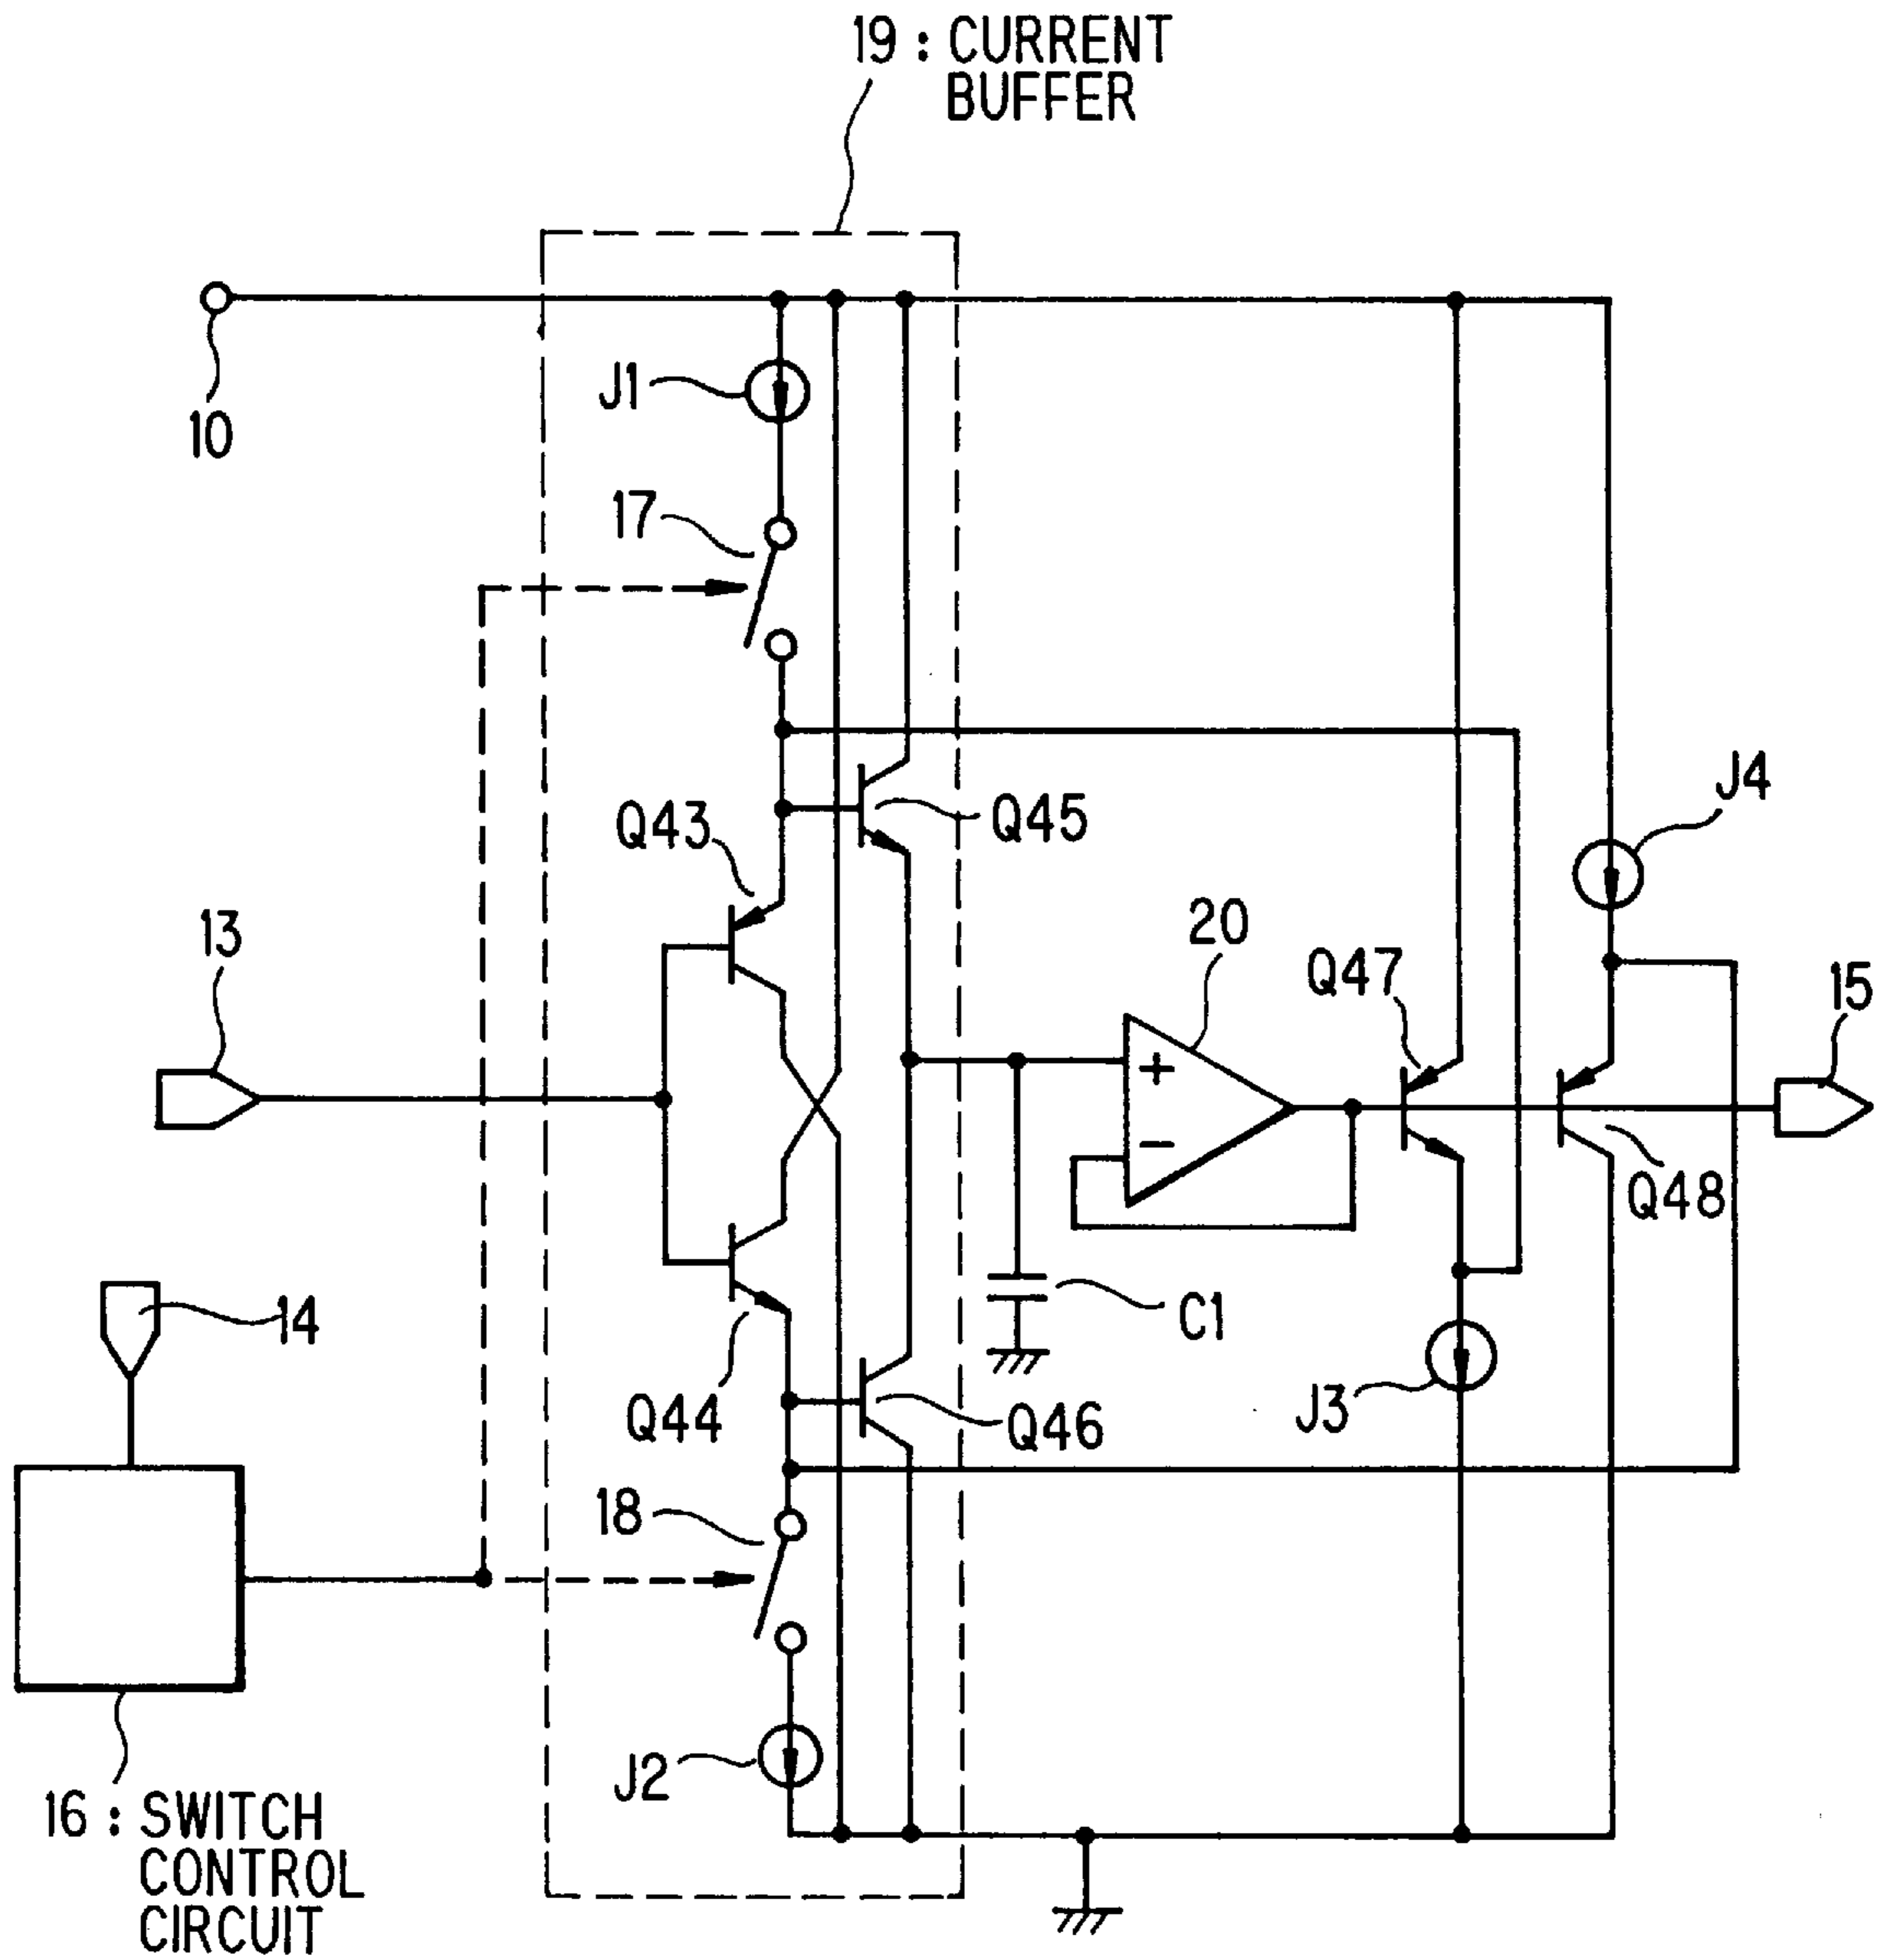 19 : CURRENT
BUFFER
10
J1
17
Q43
Q45
J4
13
20
Q47
15
+
−
Q48
14
C1
Q44
Q46
J3
18
J2
16 : SWITCH
CONTROL
CIRCUIT